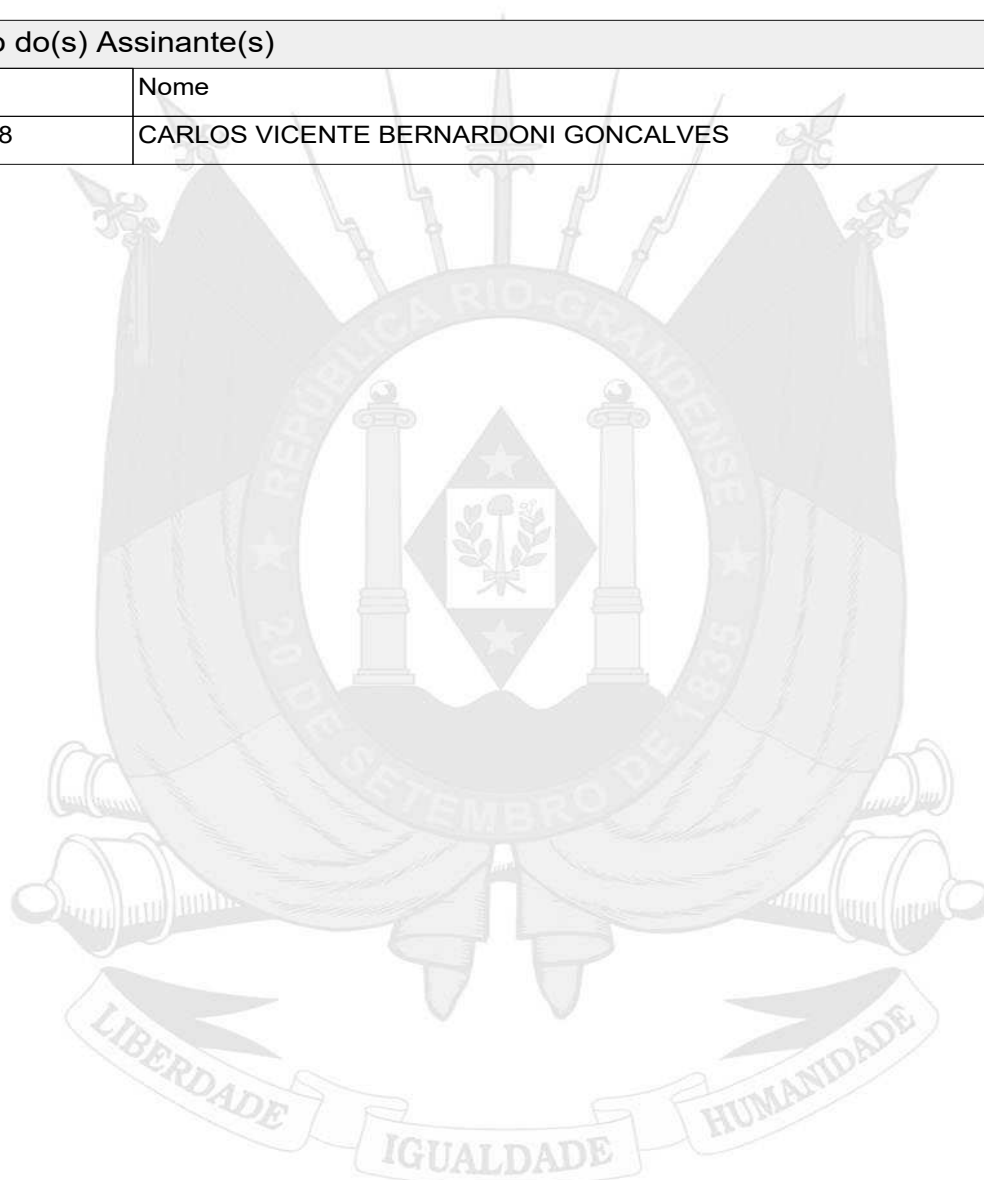 o do(s) Assinante(s)
Nome
8 CARLOS VICENTE BERNARDONI GONCALVES
REPÚBLICA RIO-GRANDENSE
20 DE SETEMBRO DE 1835
LIBERDADE IGUALDADE HUMANIDADE